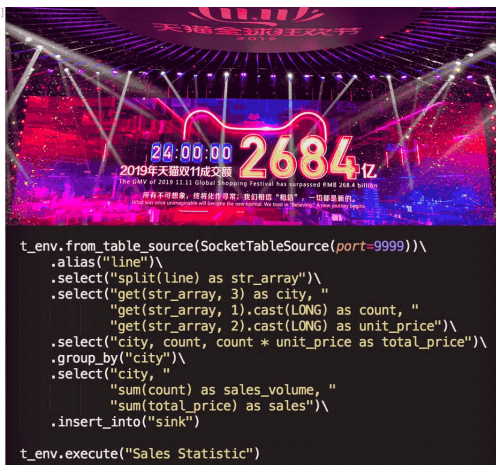 11.11
天猫全球狂欢节
2019
24:00:00
2684亿
2019年天猫双11成交额
The GMV of 2019 11.11 Global Shopping Festival has surpassed RMB 268.4 billion
所有不可想象，终将化作寻常；我们相信“相信”，一切都是新的。
What was once unimaginable will become the new normal. We trust in "Believing." A new journey begins.
t_env.from_table_source(SocketTableSource(port=9999))\
    .alias("line")\
    .select("split(line) as str_array")\
    .select("get(str_array, 3) as city, "
            "get(str_array, 1).cast(LONG) as count, "
            "get(str_array, 2).cast(LONG) as unit_price")\
    .select("city, count, count * unit_price as total_price")\
    .group_by("city")\
    .select("city, "
            "sum(count) as sales_volume, "
            "sum(total_price) as sales")\
    .insert_into("sink")
t_env.execute("Sales Statistic")